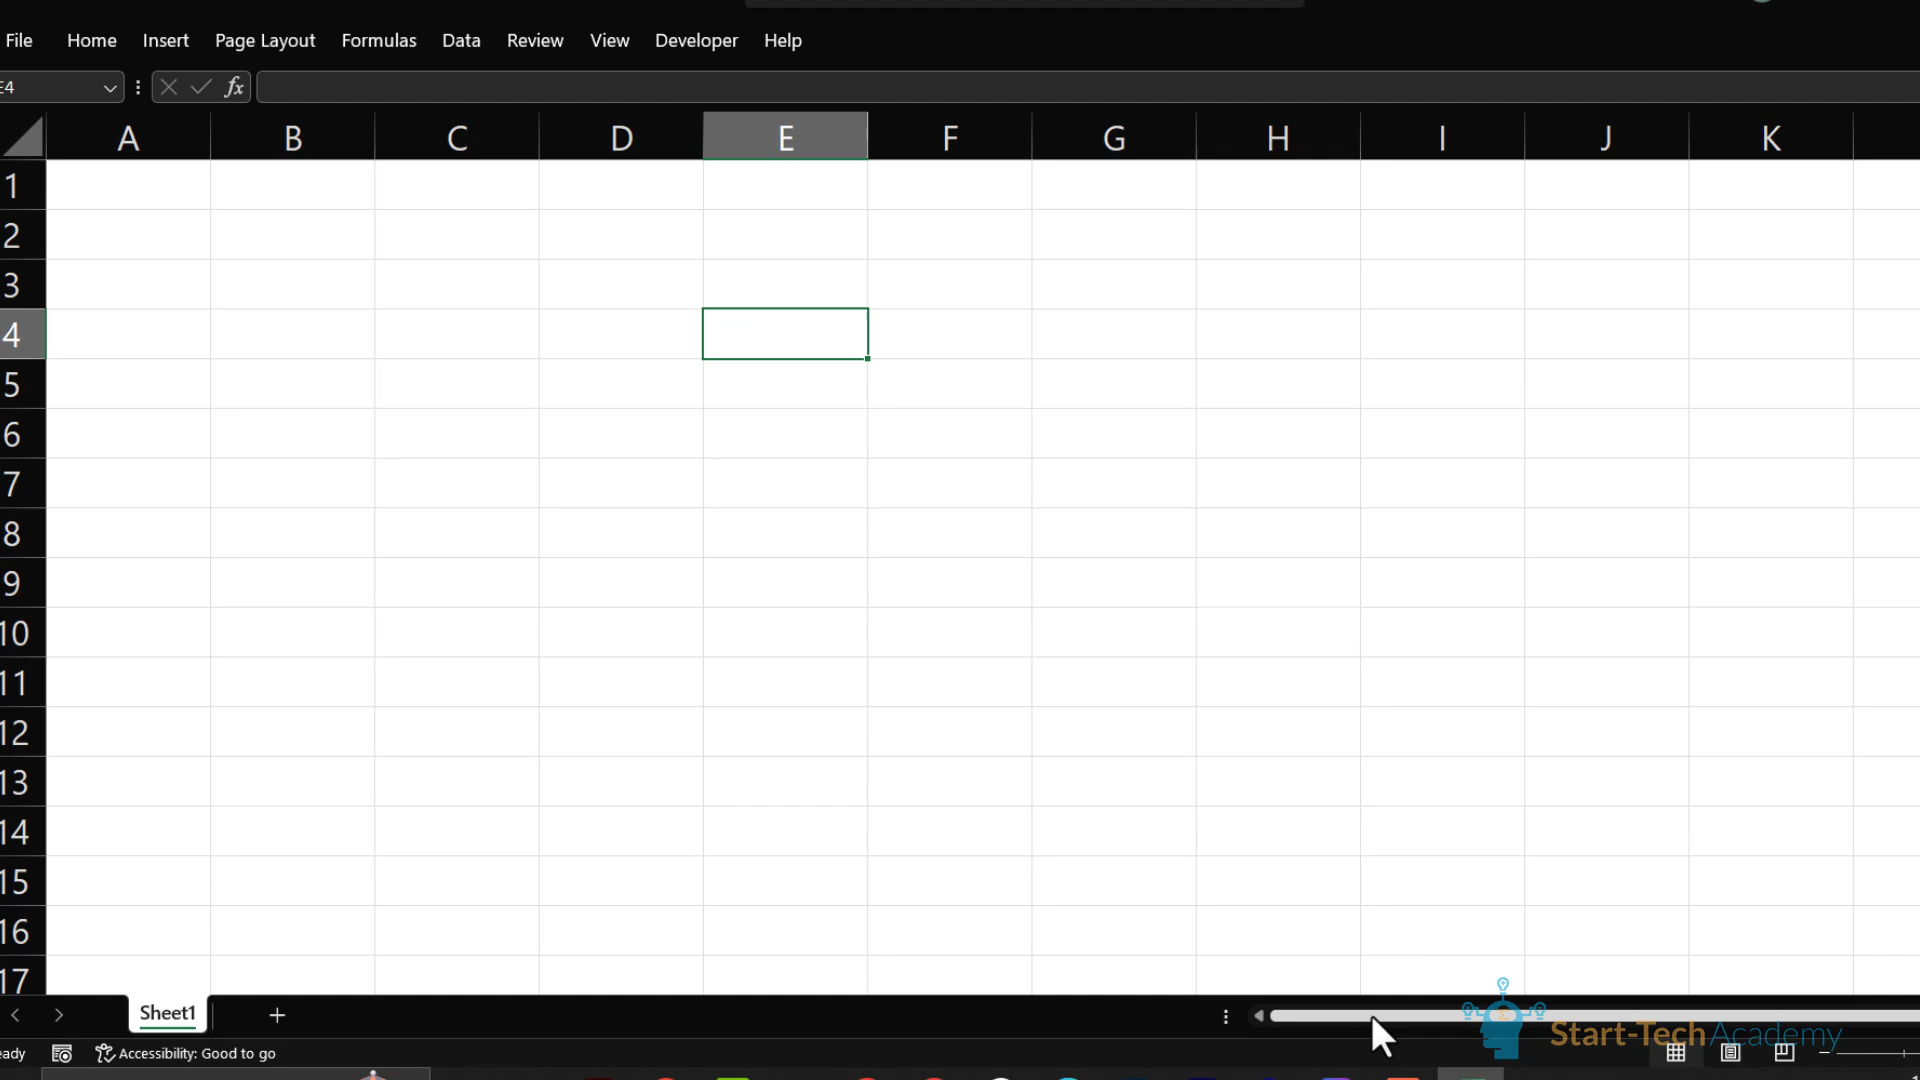 File Home Insert Page Layout Formulas Data Review View Developer Help
E4 fx
A B C D E F G H I J K
1
2
3
4
5
6
7
8
9
10
11
12
13
14
15
16
17
Sheet1
Start-Tech Academy
eady Accessibility: Good to go